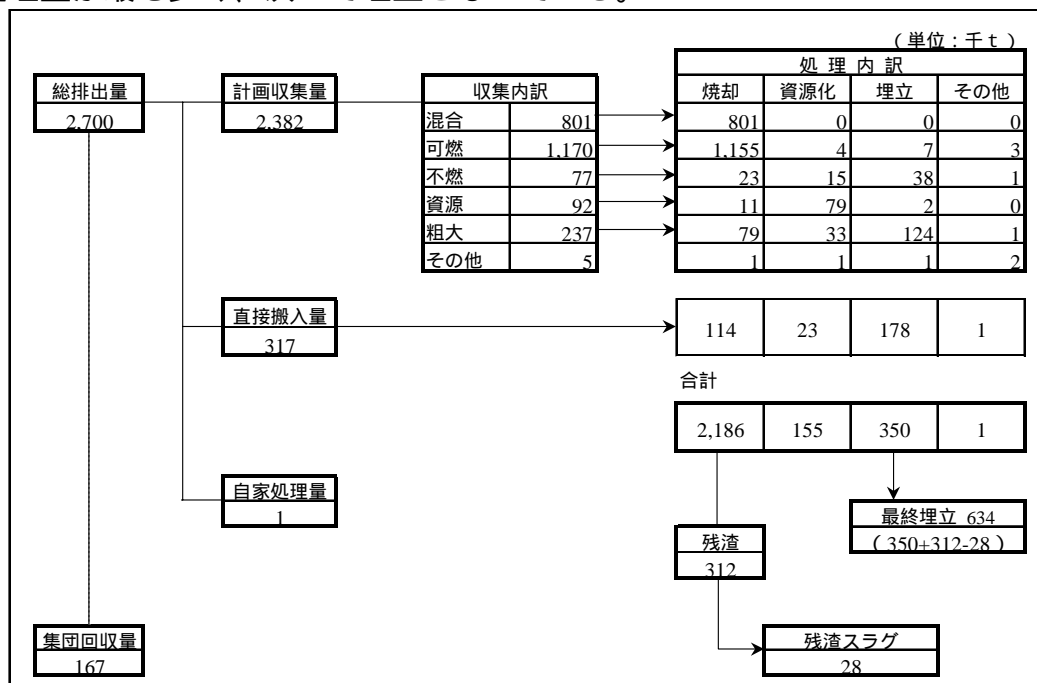 （単位：千ｔ）
処 理 内 訳
総排出量 計画収集量 収集内訳 焼却 資源化 埋立 その他
2,700 2,382 混合 801 801 0 0 0
可燃 1,170 1,155 4 7 3
不燃 77 23 15 38 1
資源 92 11 79 2 0
粗大 237 79 33 124 1
その他 5 1 1 1 2
直接搬入量
317 114 23 178 1
合計
2,186 155 350 1
自家処理量
1
最終埋立 634
（350+312-28）
残渣
312
集団回収量 残渣スラグ
167 28